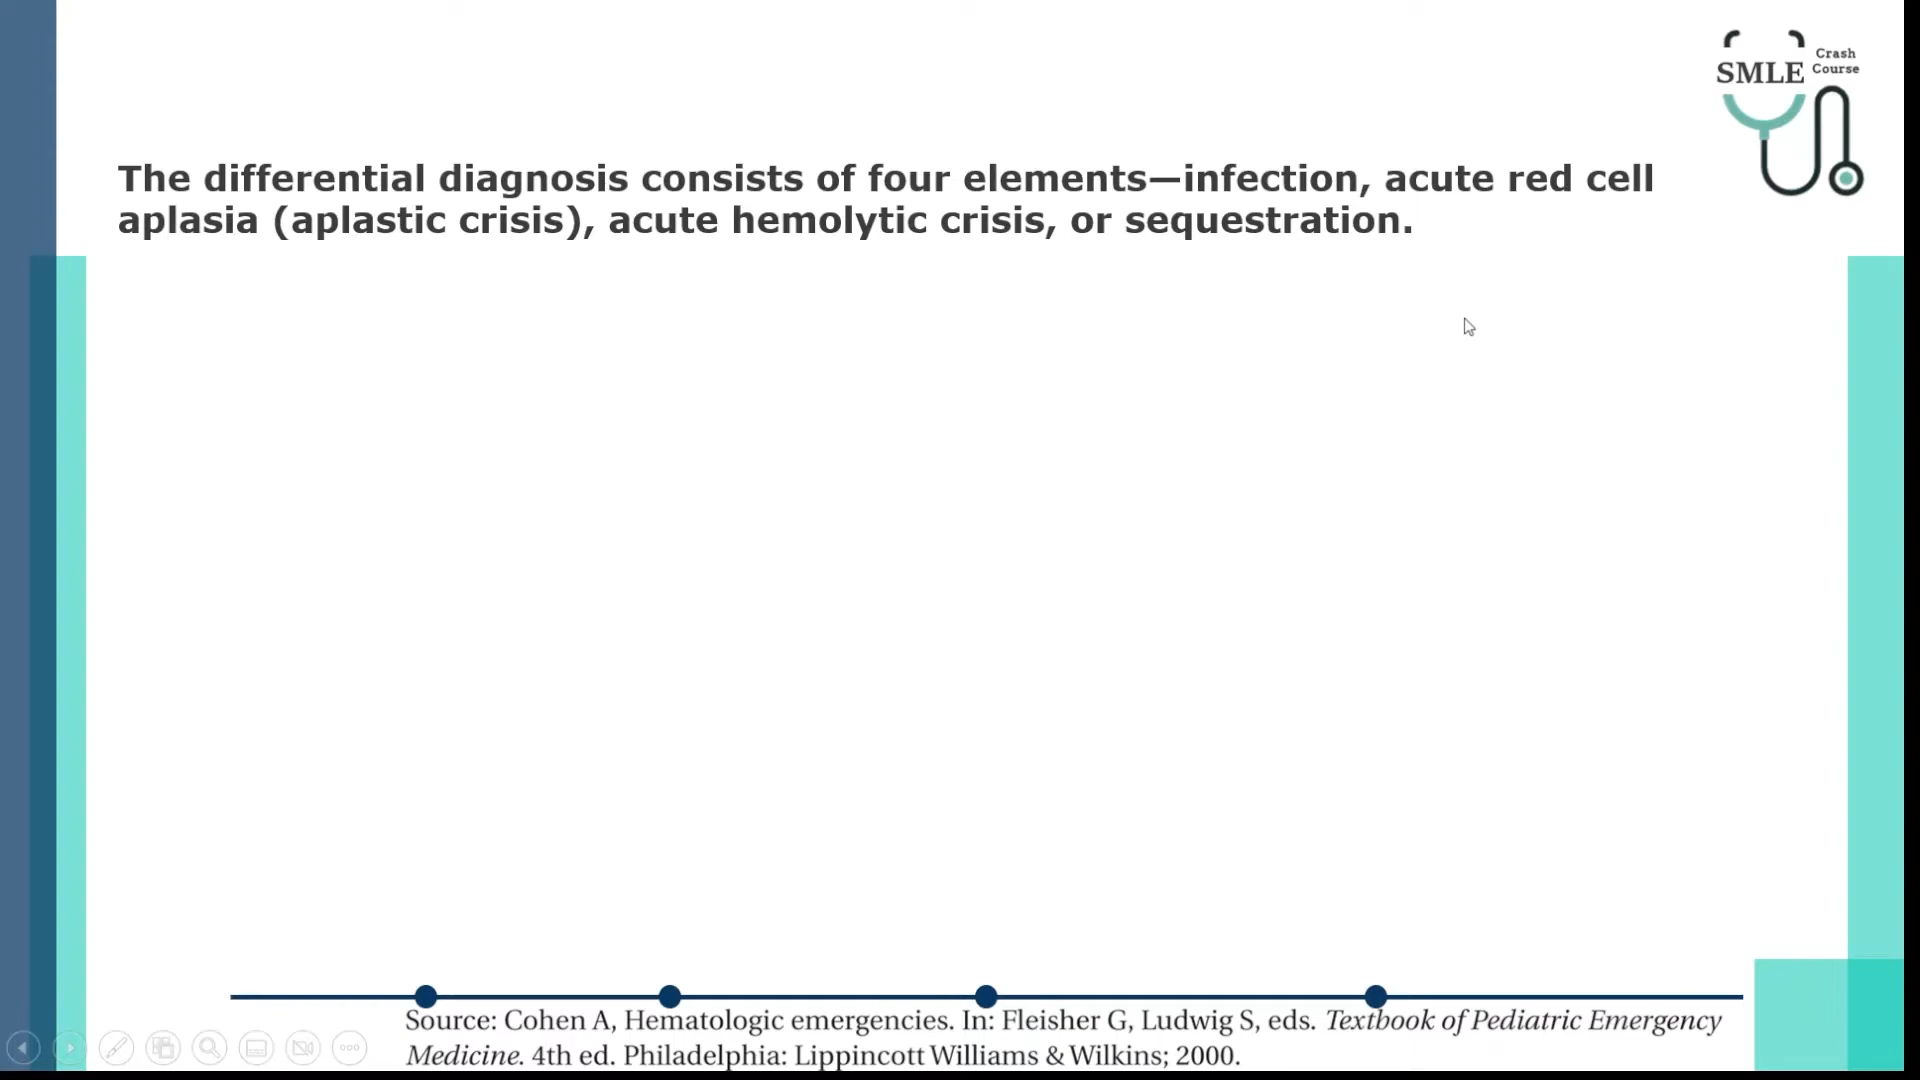 Crash
SMLE Course
The differential diagnosis consists of four elements—infection, acute red cell
aplasia (aplastic crisis), acute hemolytic crisis, or sequestration.
Source: Cohen A, Hematologic emergencies. In: Fleisher G, Ludwig S, eds. Textbook of Pediatric Emergency
Medicine. 4th ed. Philadelphia: Lippincott Williams & Wilkins; 2000.